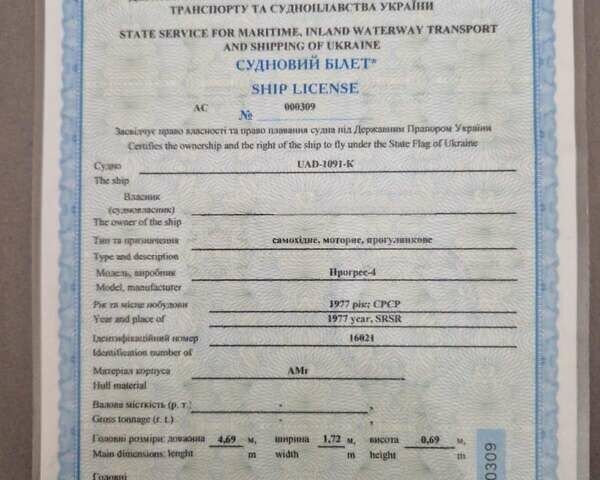 ТРАНСПОРТУ ТА СУДНОПЛАВСТВА УКРАЇНИ
STATE SERVICE FOR MARITIME, INLAND WATERWAY TRANSPORT
AND SHIPPING OF UKRAINE
СУДНОВИЙ БІЛЕТ*
SHIP LICENSE
АС № 000309
Засвідчує право власності та право плавання судна під Державним Прапором України
Certifies the ownership and the right of the ship to fly under the State Flag of Ukraine
Судно UAD-1091-K
The ship
Власник
(судновласник)
The owner of the ship
Тип та призначення самохідне, моторне, прогулянкове
Type and description
Модель, виробник Прогрес-4
Model, manufacturer
Рік та місце побудови 1977 рік; СРСР
Year and place of 1977 year, SRSR
Ідентифікаційний номер 16021
Identification number of
Матеріал корпуса АМг
Hull material
Валова місткість (р. т.) - ,
Gross tonnage (r. t.) - ,
Головні розміри: довжина 4,69 м, ширина 1,72 м, висота 0,69 м,
Main dimensions: lenght m width m height m,
Головні
0309